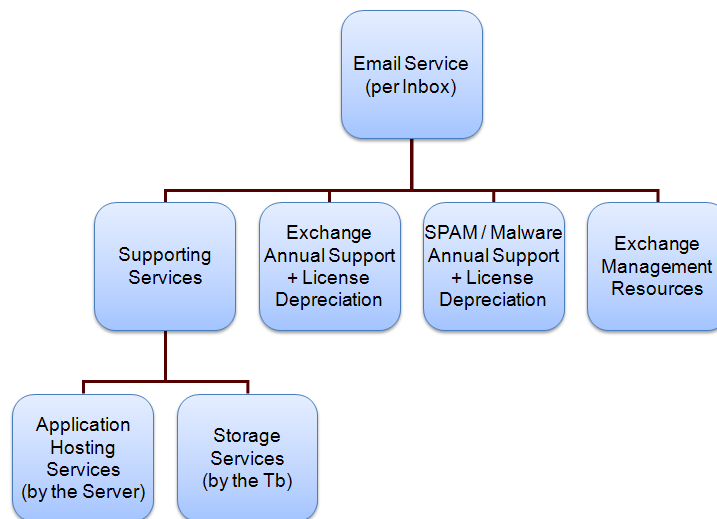 Email Service
(per Inbox)
Supporting
Services
Exchange
Annual Support
+ License
Depreciation
SPAM / Malware
Annual Support
+ License
Depreciation
Exchange
Management
Resources
Application
Hosting
Services
(by the Server)
Storage
Services
(by the Tb)